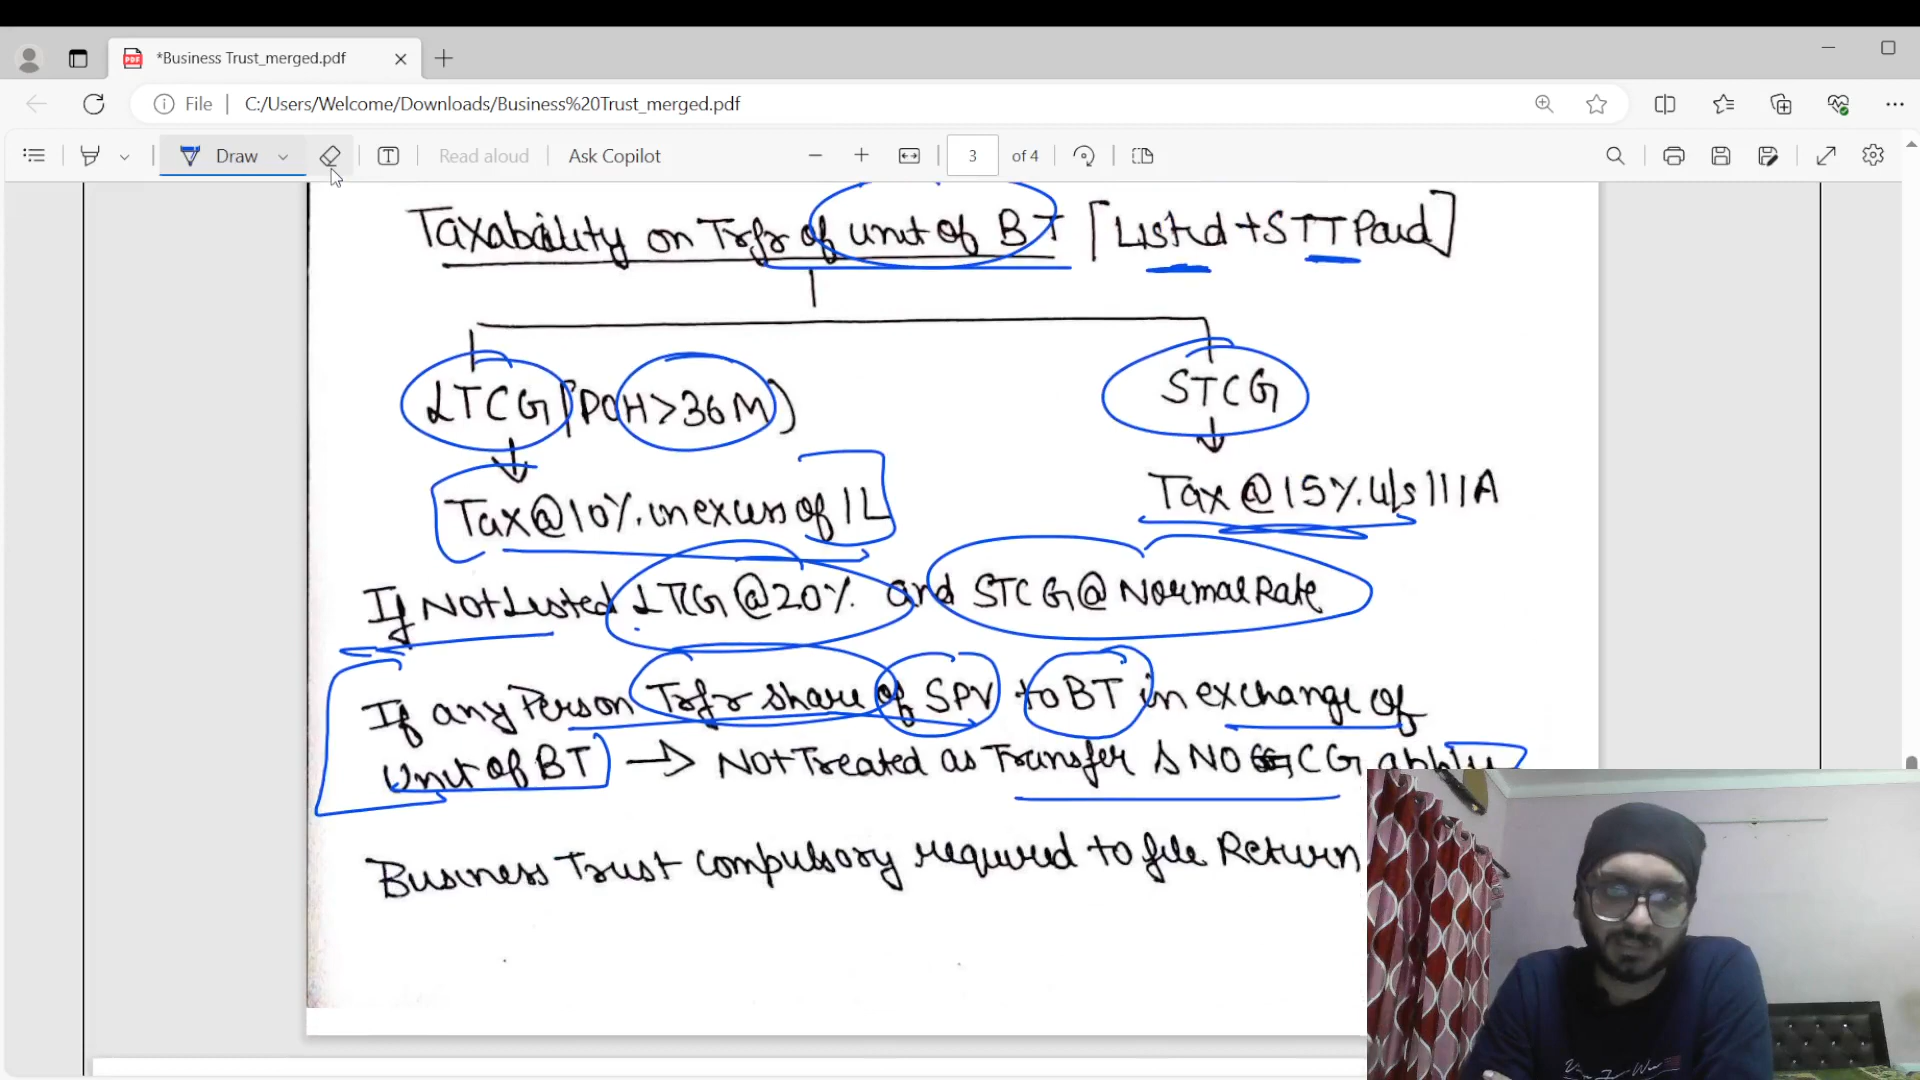 *Business Trust_merged.pdf
File
C:/Users/Welcome/Downloads/Business%20Trust_merged.pdf
Draw
Read aloud
Ask Copilot
3
of 4
Taxability on Trfr of unit of BT [Listed + STT Paid]
LTCG (POH>36M)
STCG
Tax@10%. in excess of 1L
Tax @ 15%. u/s 111A
If Not Listed LTCG @20%. and STCG@ Normal Rate
If any Person Trfr share of SPV to BT in exchange of
Unit of BT → Not Treated as Transfer & NO CG apply
Business Trust compulsory required to file Return